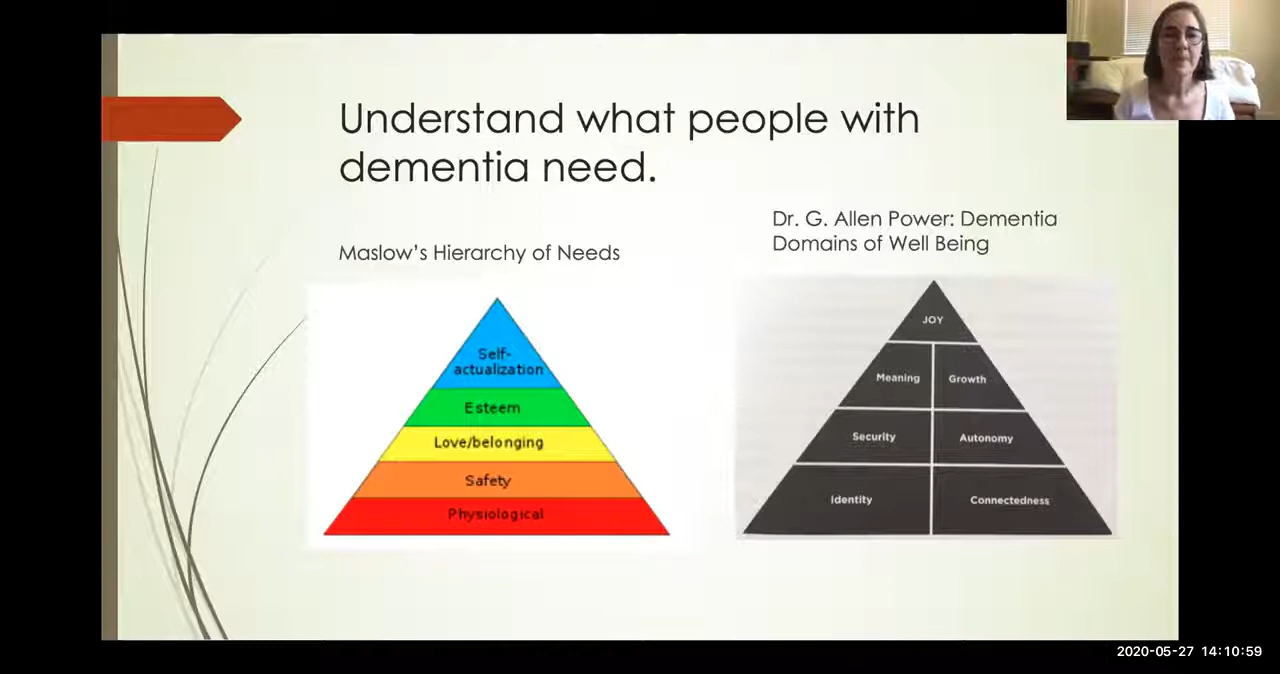 Understand what people with
dementia need.
Maslow’s Hierarchy of Needs
Self-
actualization
Esteem
Love/belonging
Safety
Physiological
Dr. G. Allen Power: Dementia
Domains of Well Being
JOY
Meaning Growth
Security Autonomy
Identity Connectedness
2020-05-27 14:10:59